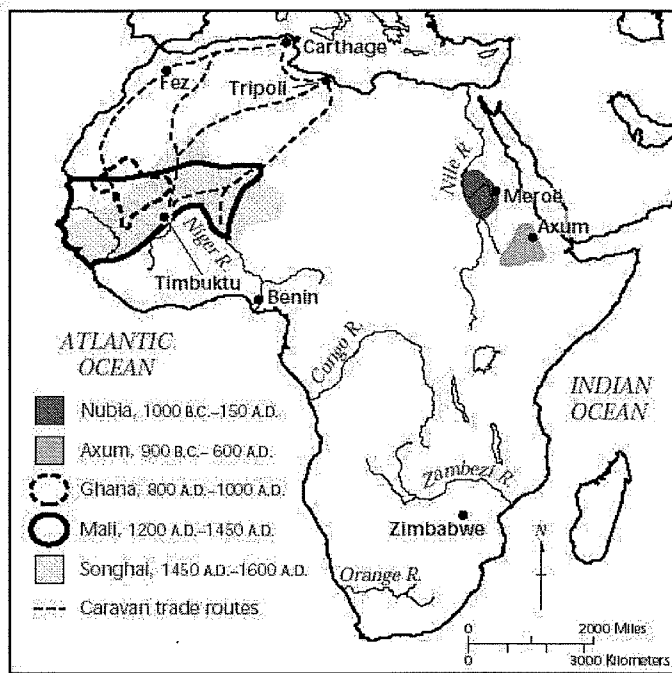 Carthage
Fez
Tripoli
Nile R.
Meroë
Axum
Niger R.
Timbuktu
Benin
ATLANTIC
OCEAN
Congo R.
INDIAN
OCEAN
Nubia, 1000 B.C.–150 A.D.
Axum, 900 B.C.– 600 A.D.
Ghana, 800 A.D.–1000 A.D.
Mali, 1200 A.D.–1450 A.D.
Songhai, 1450 A.D.–1600 A.D.
Caravan trade routes
Zambezi R.
Zimbabwe
Orange R.
N
0 2000 Miles
0 3000 Kilometers